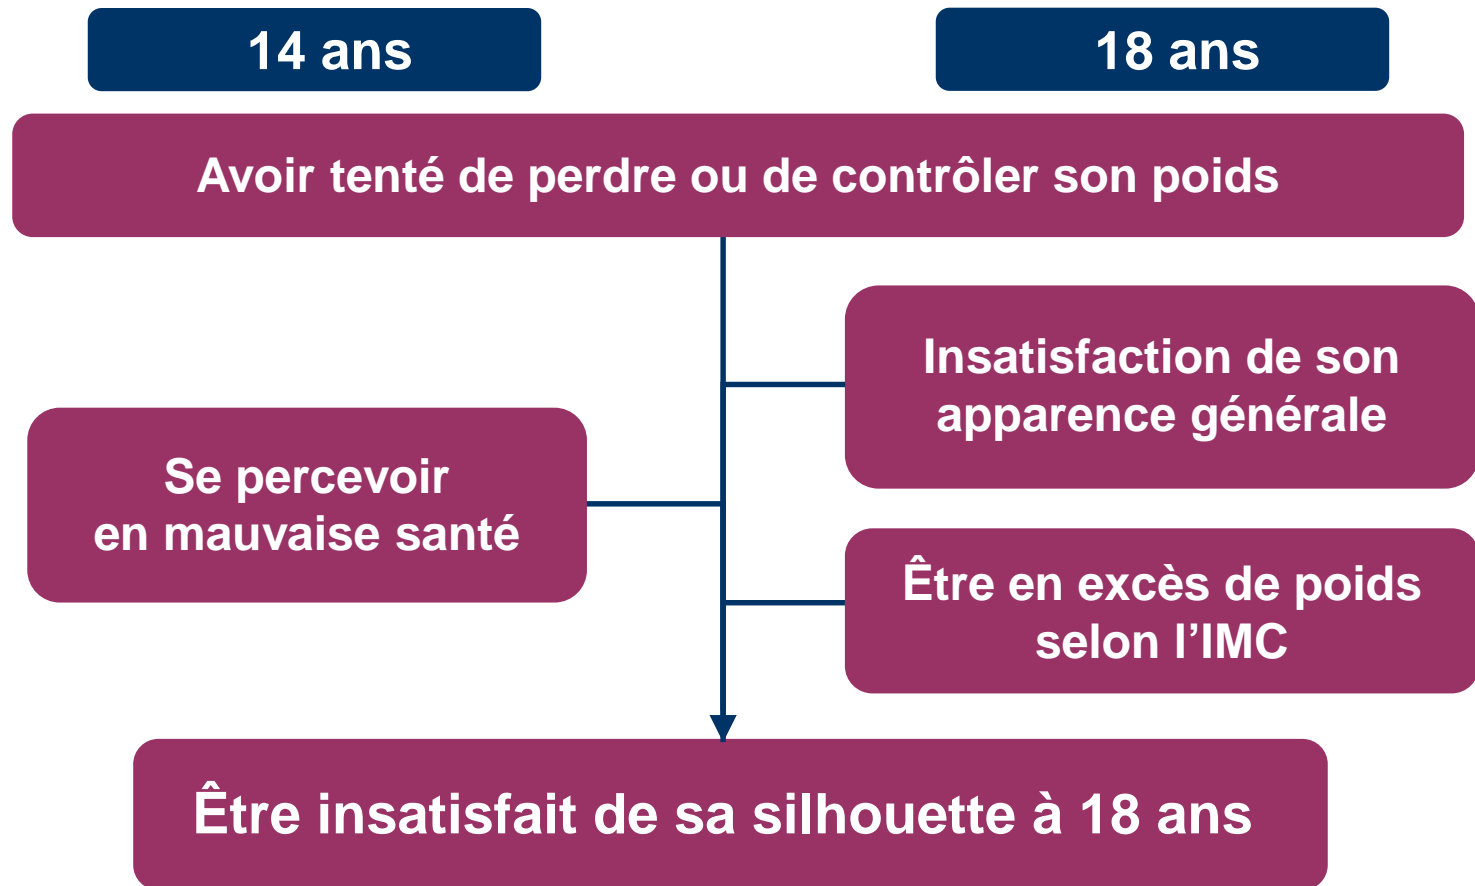 14 ans
18 ans
Avoir tenté de perdre ou de contrôler son poids
Insatisfaction de son
apparence générale
Se percevoir
en mauvaise santé
Être en excès de poids
selon l’IMC
Être insatisfait de sa silhouette à 18 ans